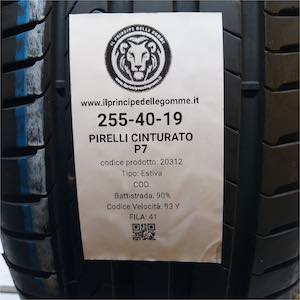 IL PRINCIPE DELLE GOMME
www.ilprincipedellegomme.it
255-40-19
PIRELLI CINTURATO
P7
codice prodotto: 20312
Tipo: Estiva
COD.
Battistrada: 90%
Codice Velocità: 93 Y
FILA: 41